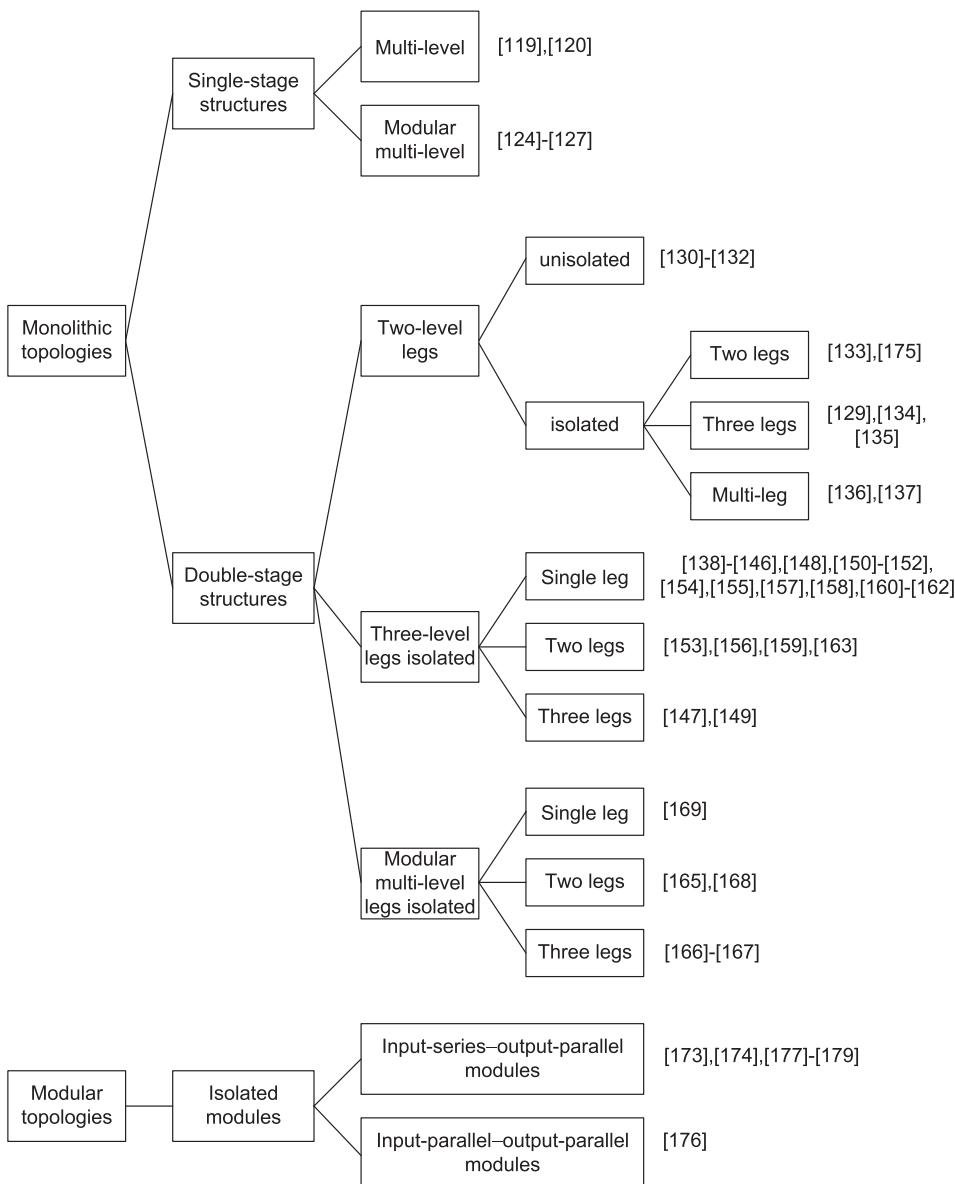 Multi-level
[119],[120]
Single-stage
structures
Modular
multi-level
[124]-[127]
unisolated
[130]-[132]
Monolithic
topologies
Two-level
legs
Two legs
[133],[175]
isolated
Three legs
[129],[134],
[135]
Multi-leg
[136],[137]
Double-stage
structures
Single leg
[138]-[146],[148],[150]-[152],
[154],[155],[157],[158],[160]-[162]
Three-level
legs isolated
Two legs
[153],[156],[159],[163]
Three legs
[147],[149]
Single leg
[169]
Modular
multi-level
legs isolated
Two legs
[165],[168]
Three legs
[166]-[167]
Input-series–output-parallel
modules
[173],[174],[177]-[179]
Modular
topologies
Isolated
modules
Input-parallel–output-parallel
modules
[176]